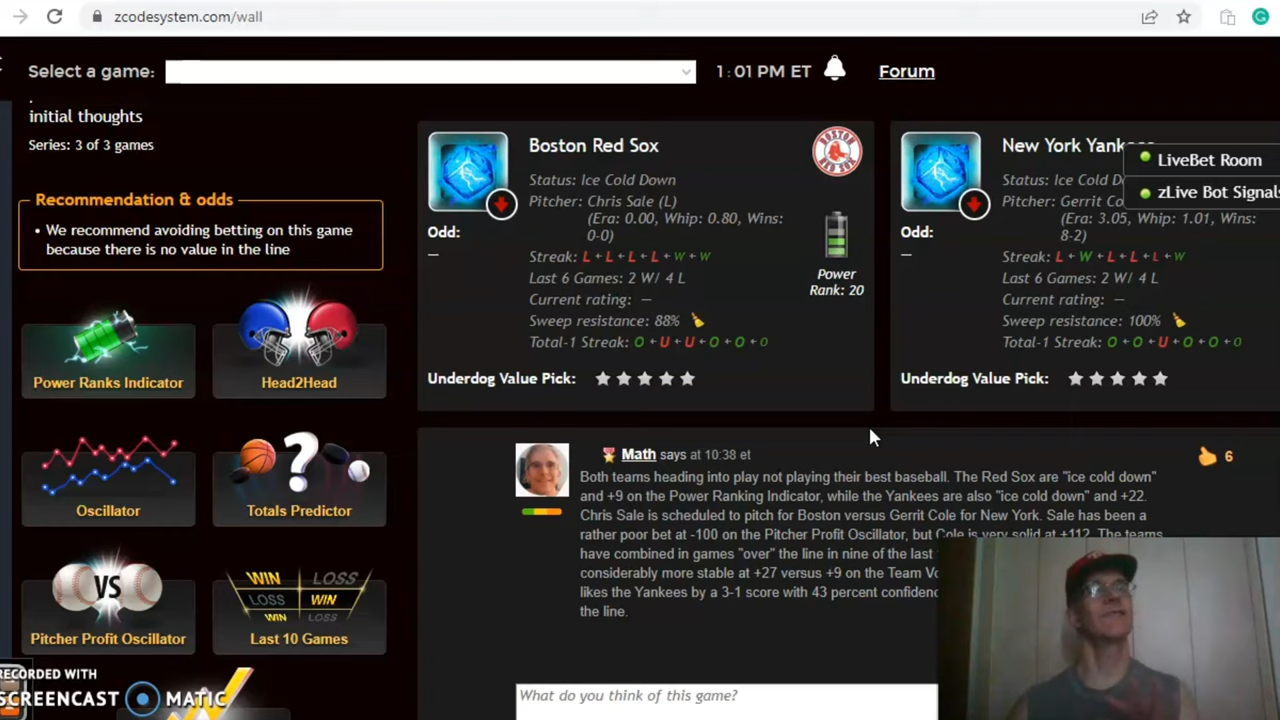 zcodesystem.com/wall
Select a game:
1:01 PM ET
Forum
initial thoughts
Series: 3 of 3 games
Recommendation & odds
• We recommend avoiding betting on this game
because there is no value in the line
Power Ranks Indicator
Head2Head
Oscillator
Totals Predictor
VS
Pitcher Profit Oscillator
WIN LOSS
LOSS WIN
WIN LOSS
Last 10 Games
RECORDED WITH
SCREENCAST MATIC
Boston Red Sox
BOSTON RED SOX
Status: Ice Cold Down
Pitcher: Chris Sale (L)
(Era: 0.00, Whip: 0.80, Wins:
0-0)
Odd:
—
Streak: L ← L ← L ← L ← W ← W
Last 6 Games: 2 W/ 4 L
Current rating: —
Sweep resistance: 88%
Total-1 Streak: O ← U ← U ← O ← O ← O
Power
Rank: 20
Underdog Value Pick:
New York Yank
LiveBet Room
zLive Bot Signals
Status: Ice Cold D
Pitcher: Gerrit Co
(Era: 3.05, Whip: 1.01, Wins:
8-2)
Odd:
—
Streak: L ← W ← L ← L ← L ← W
Last 6 Games: 2 W/ 4 L
Current rating: —
Sweep resistance: 100%
Total-1 Streak: O ← O ← U ← O ← O ← O
Underdog Value Pick:
Math says at 10:38 et
6
Both teams heading into play not playing their best baseball. The Red Sox are "ice cold down"
and +9 on the Power Ranking Indicator, while the Yankees are also "ice cold down" and +22.
Chris Sale is scheduled to pitch for Boston versus Gerrit Cole for New York. Sale has been a
rather poor bet at -100 on the Pitcher Profit Oscillator, but Cole is very solid at +112. The teams
have combined in games "over" the line in nine of the last
considerably more stable at +27 versus +9 on the Team Vo
likes the Yankees by a 3-1 score with 43 percent confidenc
the line.
What do you think of this game?